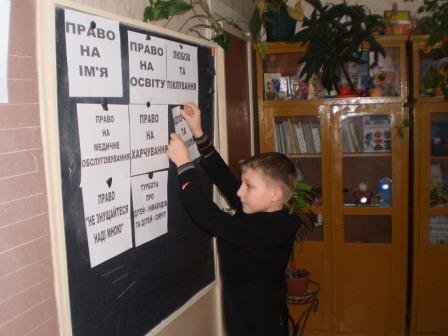 ПРАВО
НА
ІМ'Я
ПРАВО
НА
ОСВІТУ
ЛЮБОВ
ТА
ПІКЛУВАННЯ
ПРАВО
НА
МЕДИЧНЕ
ОБСЛУГОВУВАННЯ
ПРАВО
НА
ХАРЧУВАННЯ
ТА
ПРАВО
"НЕ ЗНУЩАЙТЕСЯ
НАДІ МНОЮ"
ТУРБОТА
ПРО
ДІТЕЙ - ІНВАЛІДІВ
ТА ДІТЕЙ - СИРІТ